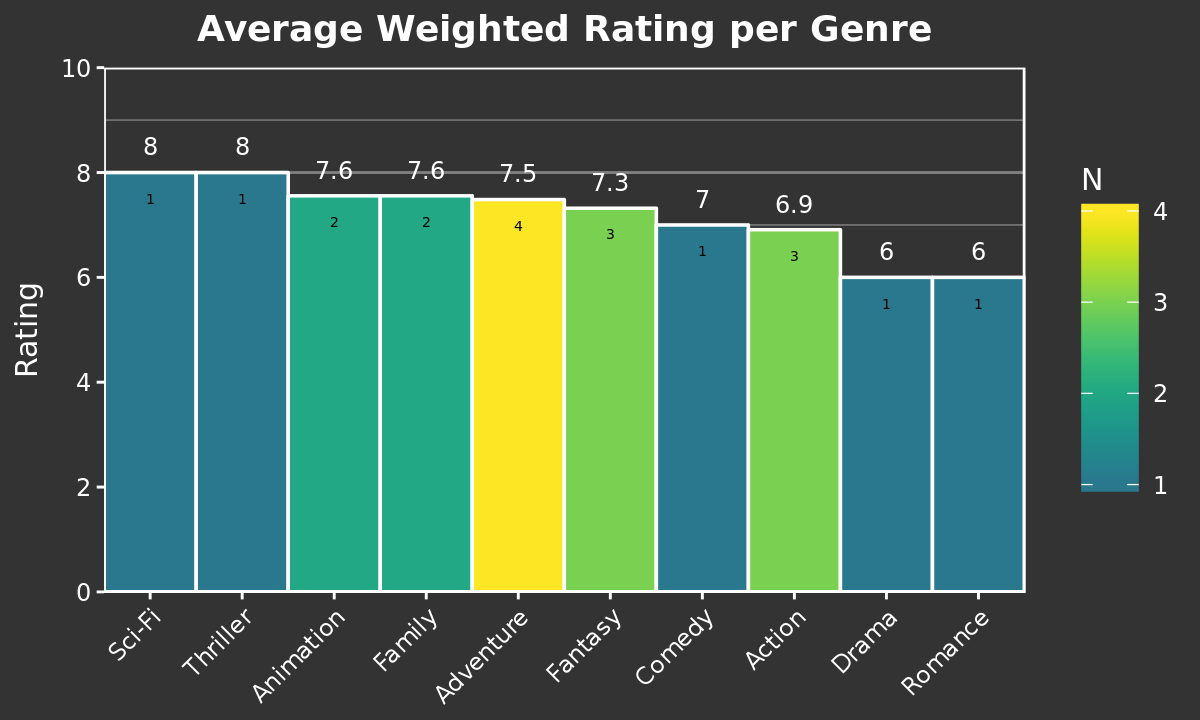 Average Weighted Rating per Genre
10
8
6
4
2
0
Rating
8 8 7.6 7.6 7.5 7.3 7 6.9 6 6
1 1 2 2 4 3 1 3 1 1
Sci-Fi Thriller Animation Family Adventure Fantasy Comedy Action Drama Romance
N
4
3
2
1